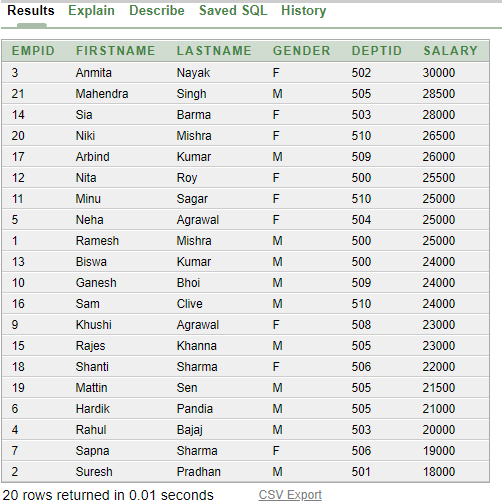 Results Explain Describe Saved SQL History
EMPID FIRSTNAME LASTNAME GENDER DEPTID SALARY
3 Anmita Nayak F 502 30000
21 Mahendra Singh M 505 28500
14 Sia Barma F 503 28000
20 Niki Mishra F 510 26500
17 Arbind Kumar M 509 26000
12 Nita Roy F 500 25500
11 Minu Sagar F 510 25000
5 Neha Agrawal F 504 25000
1 Ramesh Mishra M 500 25000
13 Biswa Kumar M 500 24000
10 Ganesh Bhoi M 509 24000
16 Sam Clive M 510 24000
9 Khushi Agrawal F 508 23000
15 Rajes Khanna M 505 23000
18 Shanti Sharma F 506 22000
19 Mattin Sen M 505 21500
6 Hardik Pandia M 505 21000
4 Rahul Bajaj M 503 20000
7 Sapna Sharma F 506 19000
2 Suresh Pradhan M 501 18000
20 rows returned in 0.01 seconds CSV Export